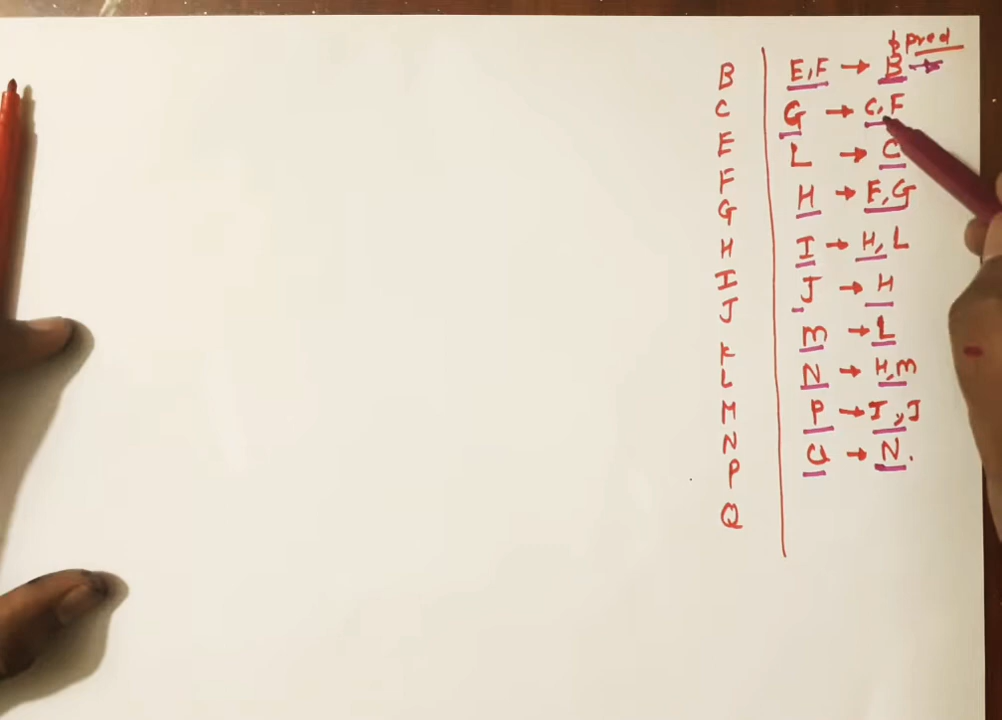 Pred
B E,F → B →
C G → C,F
E L → C
F H → E,G
G
H I → H, L
I J → H
J M → L
K N → H,M
L P → I,J
M
N Q → N.
P
Q